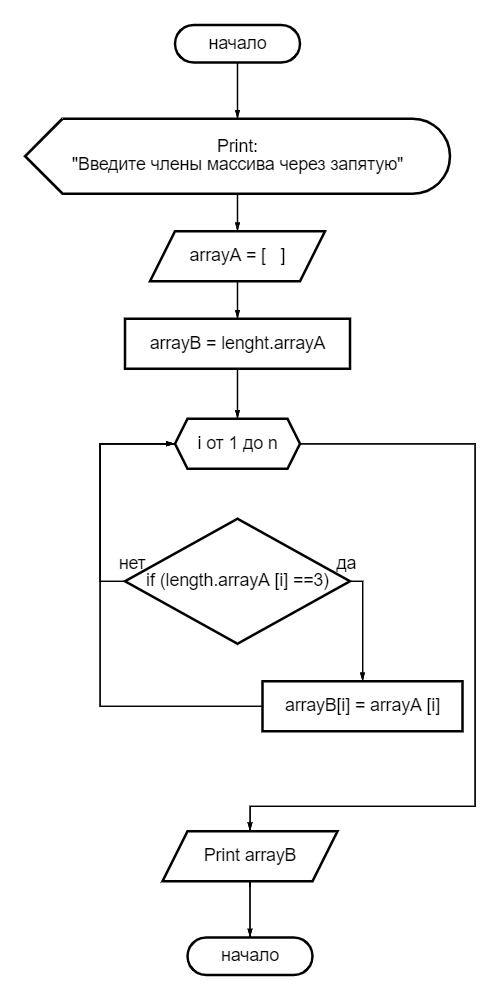 начало
Print:
"Введите члены массива через запятую"
arrayA = [   ]
arrayB = lenght.arrayA
i от 1 до n
нет
да
if (length.arrayA [i] ==3)
arrayB[i] = arrayA [i]
Print arrayB
начало